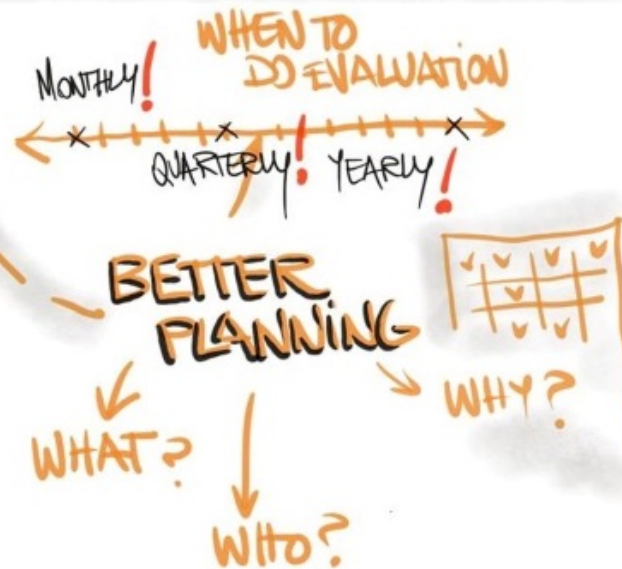 WHEN TO
DO EVALUATION
MONTHLY!
QUARTERLY! YEARLY!
BETTER
PLANNING
WHAT?
WHY?
WHO?